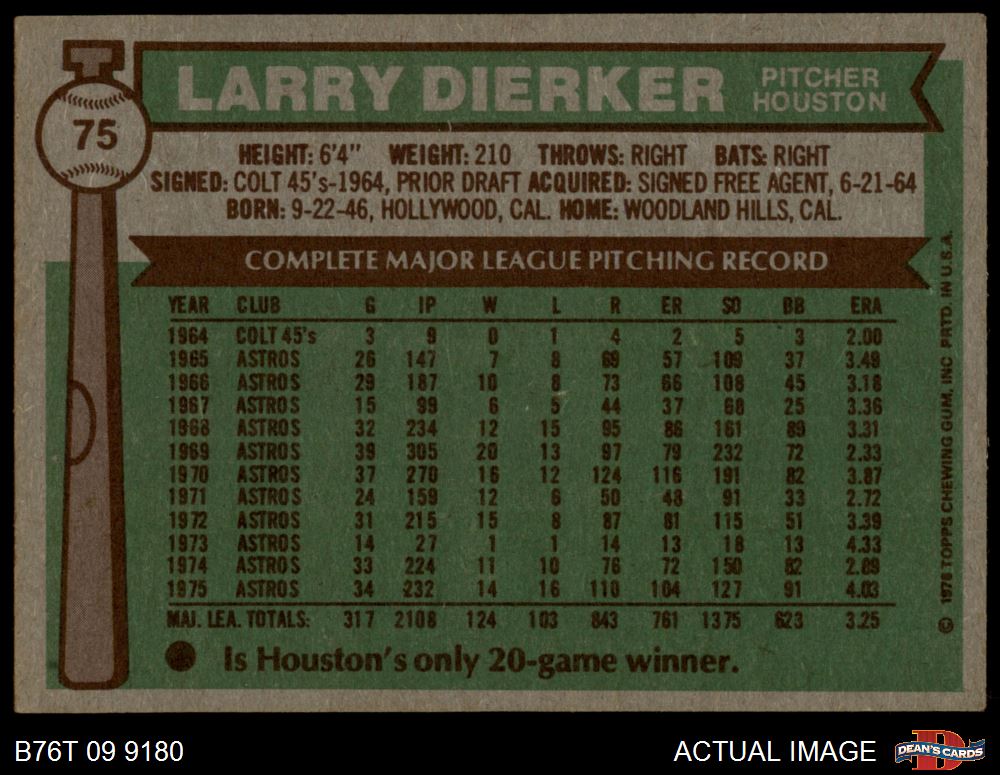 LARRY DIERKER
PITCHER
HOUSTON
75
HEIGHT: 6'4" WEIGHT: 210 THROWS: RIGHT BATS: RIGHT
SIGNED: COLT 45's-1964, PRIOR DRAFT ACQUIRED: SIGNED FREE AGENT, 6-21-64
BORN: 9-22-46, HOLLYWOOD, CAL. HOME: WOODLAND HILLS, CAL.
COMPLETE MAJOR LEAGUE PITCHING RECORD
YEAR CLUB G IP W L R ER SO BB ERA
1964 COLT 45's 3 9 0 1 4 2 5 3 2.00
1965 ASTROS 26 147 7 8 69 57 109 37 3.49
1966 ASTROS 29 187 10 8 73 66 108 45 3.18
1967 ASTROS 15 99 6 5 44 37 68 25 3.36
1968 ASTROS 32 234 12 15 95 86 161 89 3.31
1969 ASTROS 39 305 20 13 97 79 232 72 2.33
1970 ASTROS 37 270 16 12 124 116 191 82 3.87
1971 ASTROS 24 159 12 6 50 48 91 33 2.72
1972 ASTROS 31 215 15 8 87 81 115 51 3.39
1973 ASTROS 14 27 1 1 14 13 18 13 4.33
1974 ASTROS 33 224 11 10 76 72 150 82 2.89
1975 ASTROS 34 232 14 16 110 104 127 91 4.03
MAJ. LEA. TOTALS: 317 2108 124 103 843 761 1375 623 3.25
Is Houston's only 20-game winner.
© 1976 TOPPS CHEWING GUM, INC PRTD. IN U.S.A.
B76T 09 9180
ACTUAL IMAGE
DEAN'S CARDS